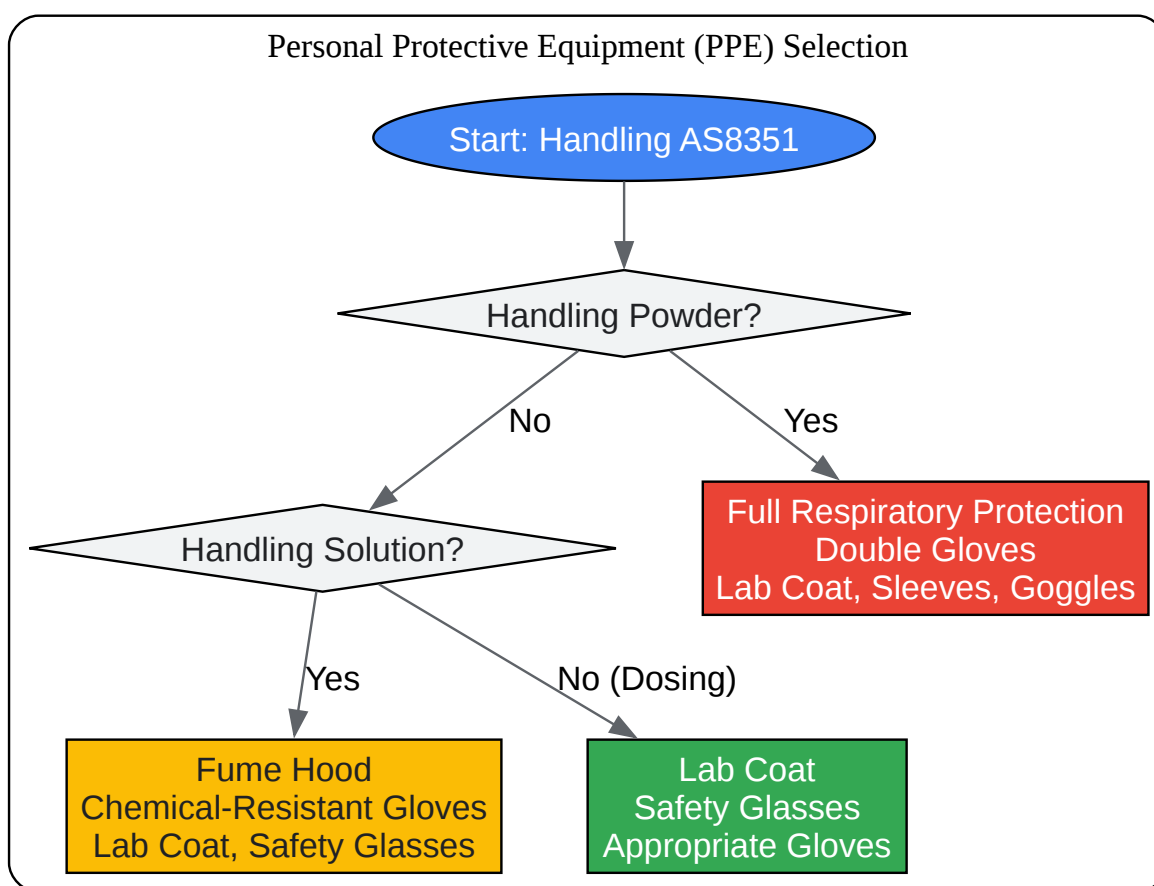 Personal Protective Equipment (PPE) Selection
Start: Handling AS8351
Handling Powder?
No
Yes
Full Respiratory Protection
Double Gloves
Lab Coat, Sleeves, Goggles
Handling Solution?
Yes
No (Dosing)
Fume Hood
Chemical-Resistant Gloves
Lab Coat, Safety Glasses
Lab Coat
Safety Glasses
Appropriate Gloves